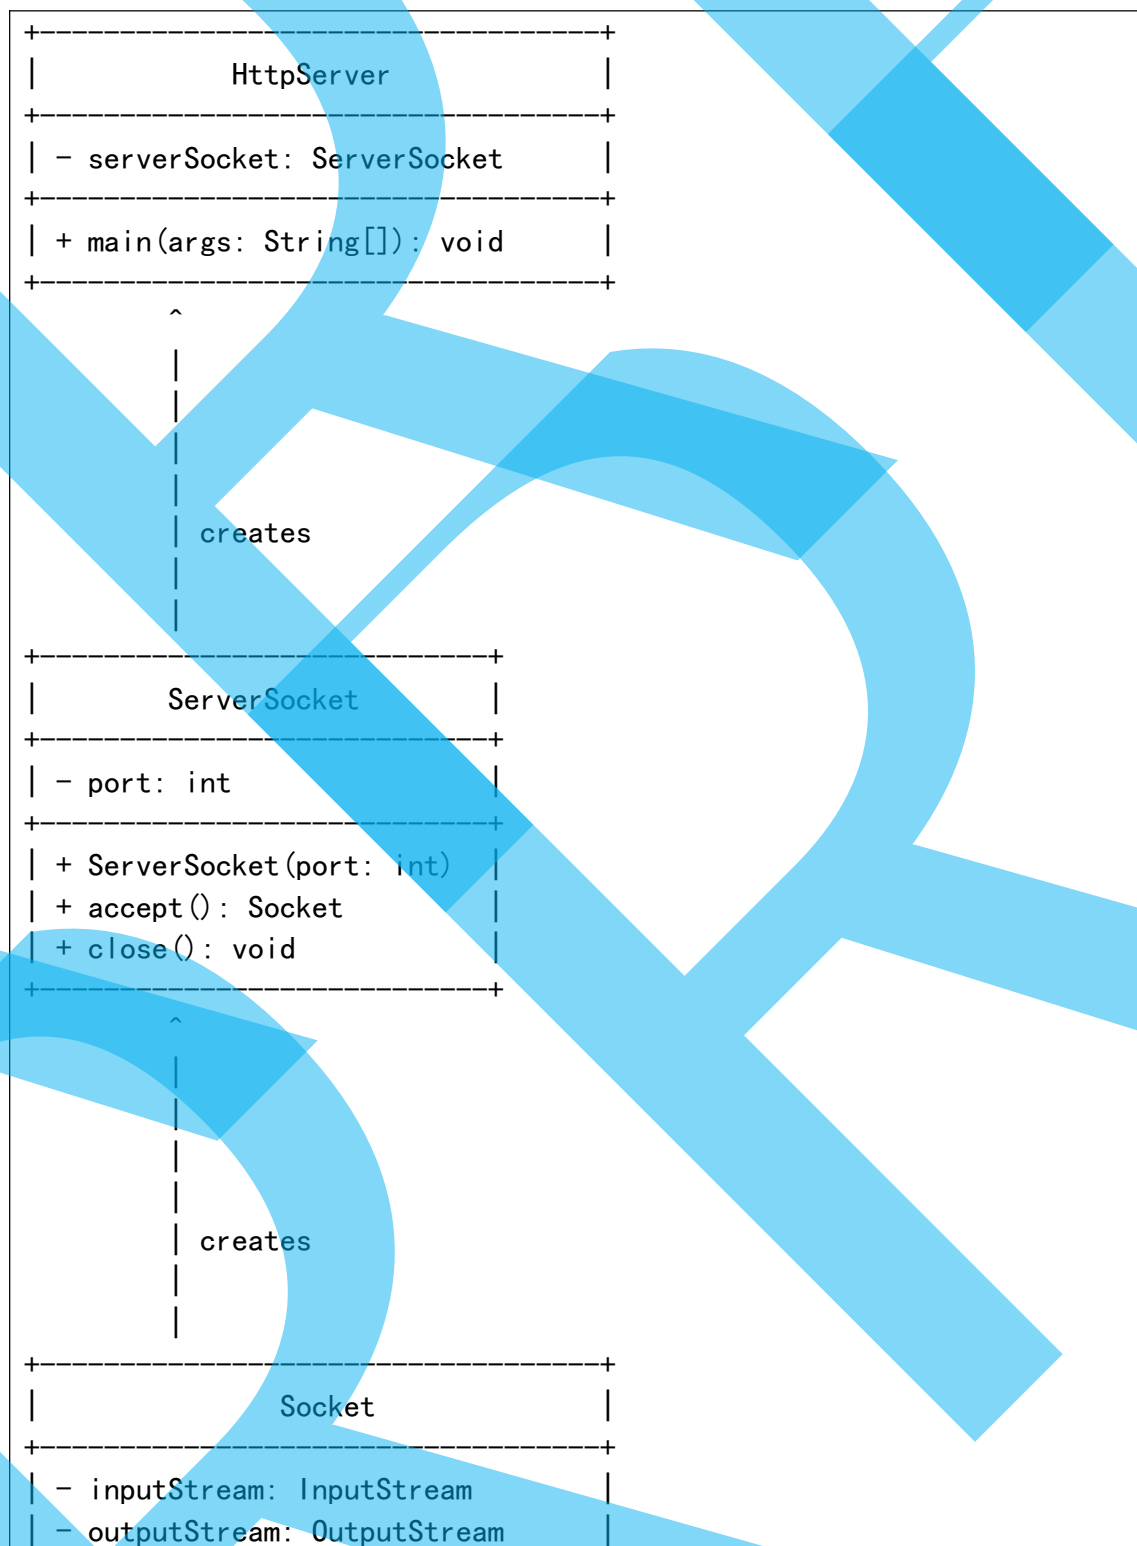 +-----------------------------------+
|            HttpServer             |
+-----------------------------------+
| - serverSocket: ServerSocket      |
+-----------------------------------+
| + main(args: String[]): void      |
+-----------------------------------+
         ^
         |
         |
         |
         |
         | creates
         |
         |
+----------------------------+
|        ServerSocket        |
+----------------------------+
| - port: int                |
+----------------------------+
| + ServerSocket(port: int)  |
| + accept(): Socket         |
| + close(): void            |
+----------------------------+
         ^
         |
         |
         |
         |
         | creates
         |
         |
+-----------------------------------+
|               Socket              |
+-----------------------------------+
| - inputStream: InputStream        |
| - outputStream: OutputStream      |